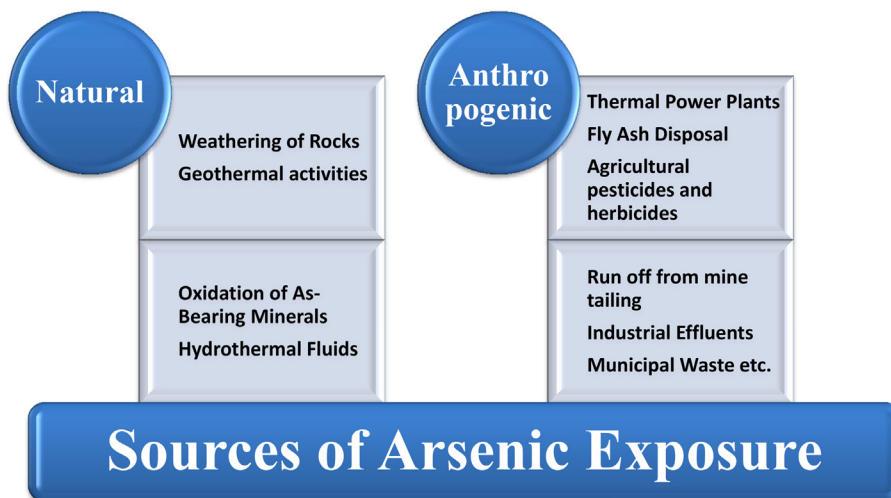 Natural
Weathering of Rocks
Geothermal activities
Oxidation of As-
Bearing Minerals
Hydrothermal Fluids
Anthro
pogenic
Thermal Power Plants
Fly Ash Disposal
Agricultural
pesticides and
herbicides
Run off from mine
tailing
Industrial Effluents
Municipal Waste etc.
Sources of Arsenic Exposure